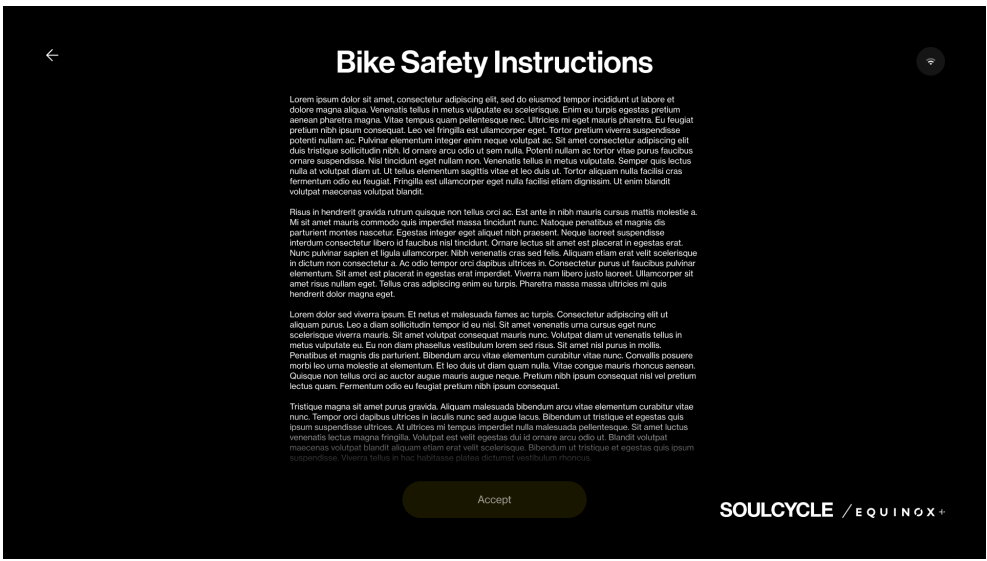 Bike Safety Instructions
Lorem ipsum dolor sit amet, consectetur adipiscing elit, sed do eiusmod tempor incididunt ut labore et
dolore magna aliqua. Venenatis tellus in metus vulputate eu scelerisque. Enim eu turpis egestas pretium
aenean pharetra magna. Vitae tempus quam pellentesque nec. Ultricies mi eget mauris pharetra. Eu feugiat
pretium nibh ipsum consequat. Leo vel fringilla est ullamcorper eget. Tortor pretium viverra suspendisse
potenti nullam ac. Pulvinar elementum integer enim neque volutpat ac. Sit amet consectetur adipiscing elit
duis tristique sollicitudin nibh. Id ornare arcu odio ut sem nulla. Potenti nullam ac tortor vitae purus faucibus
ornare suspendisse. Nisl tincidunt eget nullam non. Venenatis tellus in metus vulputate. Semper quis lectus
nulla at volutpat diam ut. Ut tellus elementum sagittis vitae et leo duis ut. Tortor aliquam nulla facilisi cras
fermentum odio eu feugiat. Fringilla est ullamcorper eget nulla facilisi etiam dignissim. Ut enim blandit
volutpat maecenas volutpat blandit.
Risus in hendrerit gravida rutrum quisque non tellus orci ac. Est ante in nibh mauris cursus mattis molestie a.
Mi sit amet mauris commodo quis imperdiet massa tincidunt nunc. Natoque penatibus et magnis dis
parturient montes nascetur. Egestas integer eget aliquet nibh praesent. Neque laoreet suspendisse
interdum consectetur libero id faucibus nisl tincidunt. Ornare lectus sit amet est placerat in egestas erat.
Nunc pulvinar sapien et ligula ullamcorper. Nibh venenatis cras sed felis. Aliquam etiam erat velit scelerisque
in dictum non consectetur a. Ac odio tempor orci dapibus ultrices in. Consectetur purus ut faucibus pulvinar
elementum. Sit amet est placerat in egestas erat imperdiet. Viverra nam libero justo laoreet. Ullamcorper sit
amet risus nullam eget. Tellus cras adipiscing enim eu turpis. Pharetra massa massa ultricies mi quis
hendrerit dolor magna eget.
Lorem dolor sed viverra ipsum. Et netus et malesuada fames ac turpis. Consectetur adipiscing elit ut
aliquam purus. Leo a diam sollicitudin tempor id eu nisl. Sit amet venenatis urna cursus eget nunc
scelerisque viverra mauris. Sit amet volutpat consequat mauris nunc. Volutpat diam ut venenatis tellus in
metus vulputate eu. Eu non diam phasellus vestibulum lorem sed risus. Sit amet nisl purus in mollis.
Penatibus et magnis dis parturient. Bibendum arcu vitae elementum curabitur vitae nunc. Convallis posuere
morbi leo urna molestie at elementum. Et leo duis ut diam quam nulla. Vitae congue mauris rhoncus aenean.
Quisque non tellus orci ac auctor augue mauris augue neque. Pretium nibh ipsum consequat nisl vel pretium
lectus quam. Fermentum odio eu feugiat pretium nibh ipsum consequat.
Tristique magna sit amet purus gravida. Aliquam malesuada bibendum arcu vitae elementum curabitur vitae
nunc. Tempor orci dapibus ultrices in iaculis nunc sed augue lacus. Bibendum ut tristique et egestas quis
ipsum suspendisse ultrices. At ultrices mi tempus imperdiet nulla malesuada pellentesque. Sit amet luctus
venenatis lectus magna fringilla. Volutpat est velit egestas dui id ornare arcu odio ut. Blandit volutpat
maecenas volutpat blandit aliquam etiam erat velit scelerisque. Bibendum ut tristique et egestas quis ipsum
suspendisse. Viverra tellus in hac habitasse platea dictumst vestibulum rhoncus.
Accept
SOULCYCLE / EQUINOX+